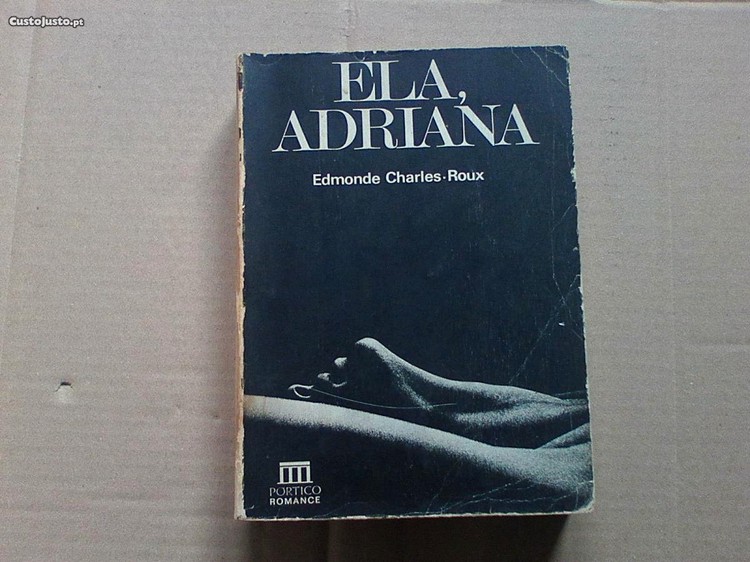 CustoJusto.pt
ELA,
ADRIANA
Edmonde Charles-Roux
PORTICO
ROMANCE